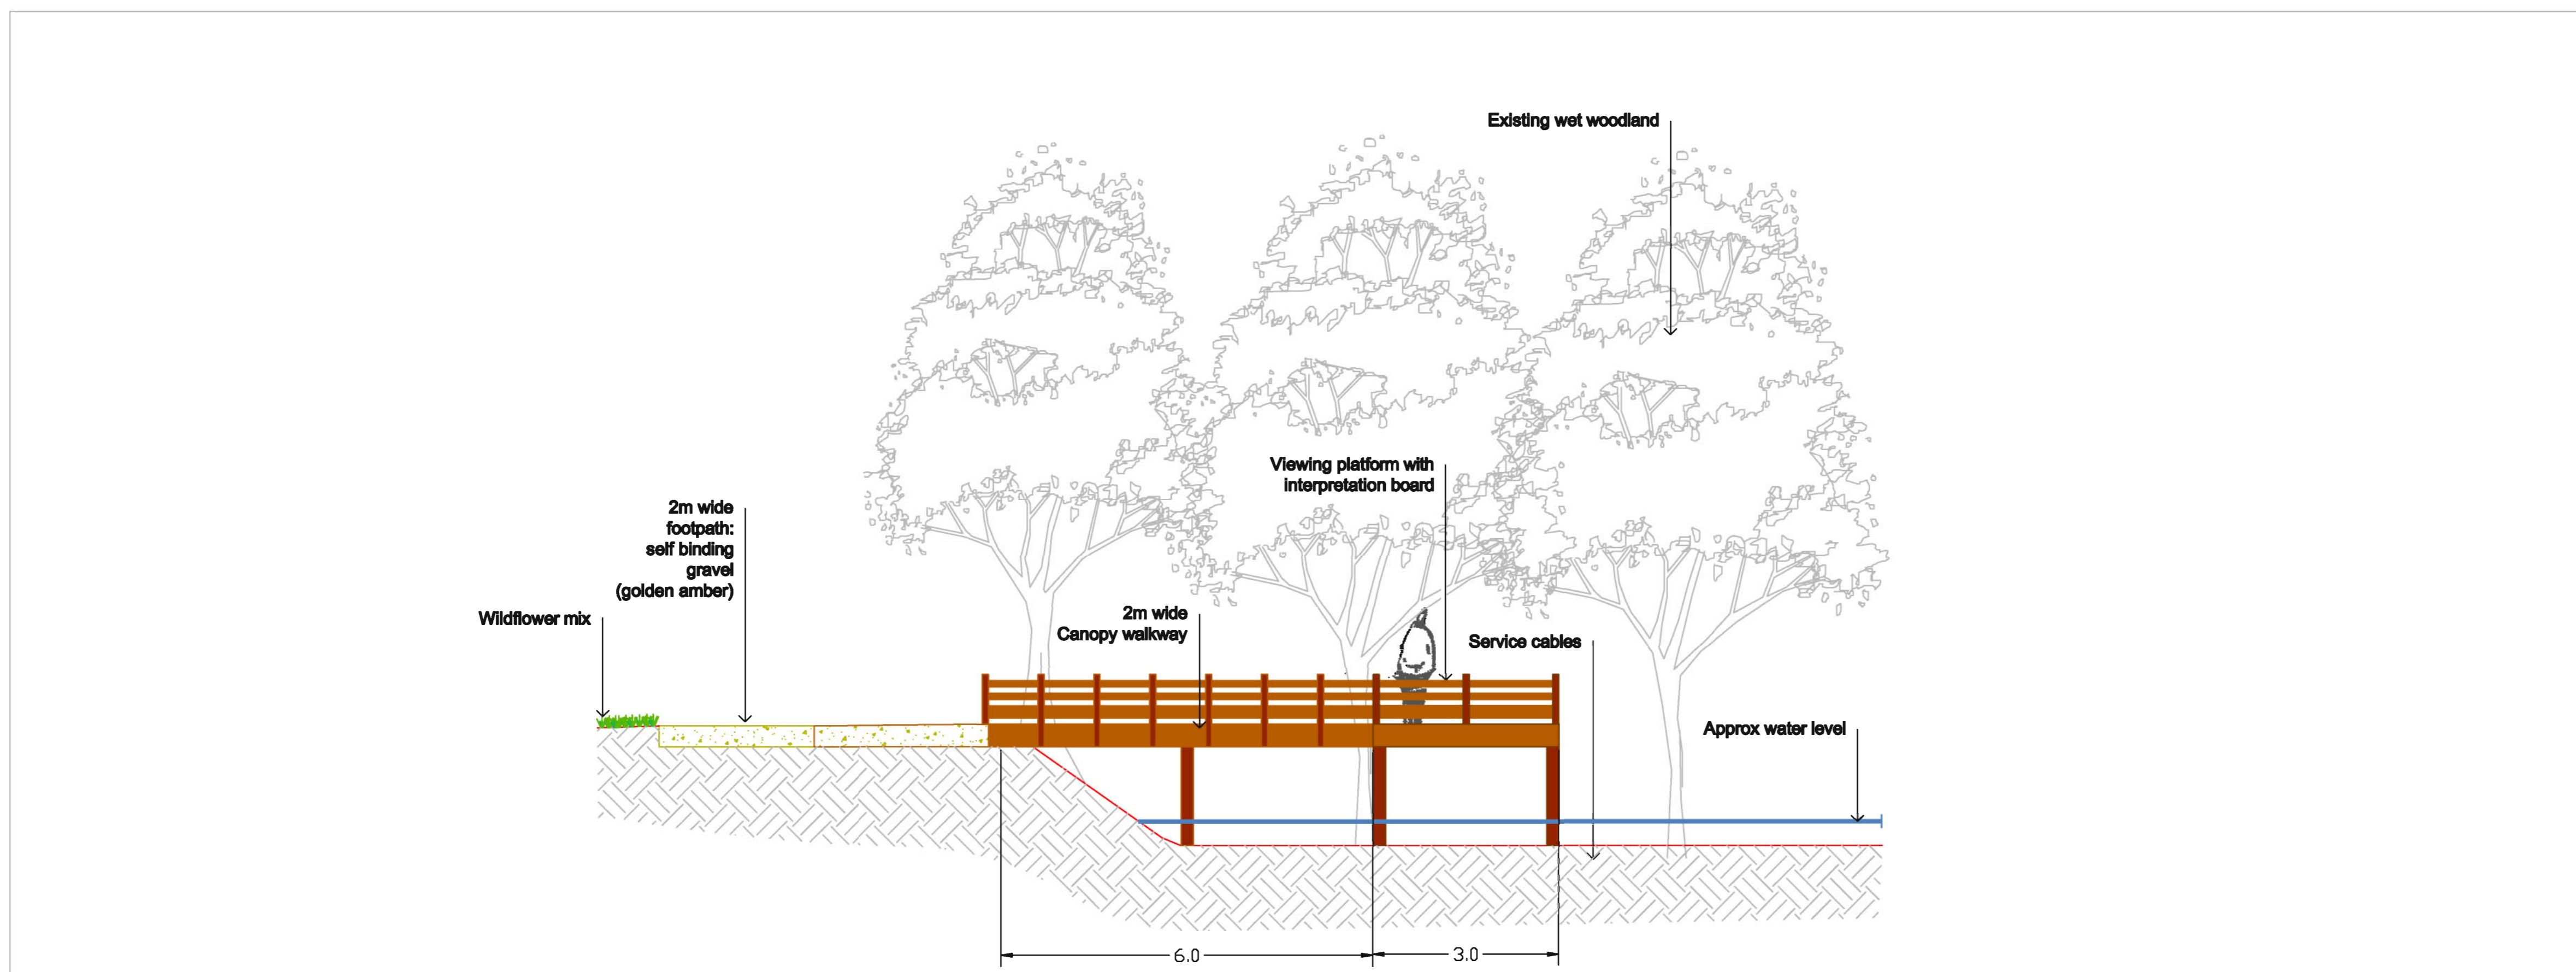 Existing wet woodland
Viewing platform with
interpretation board
2m wide
footpath:
self binding
gravel
(golden amber)
Wildflower mix
2m wide
Canopy walkway
Service cables
Approx water level
6.0
3.0